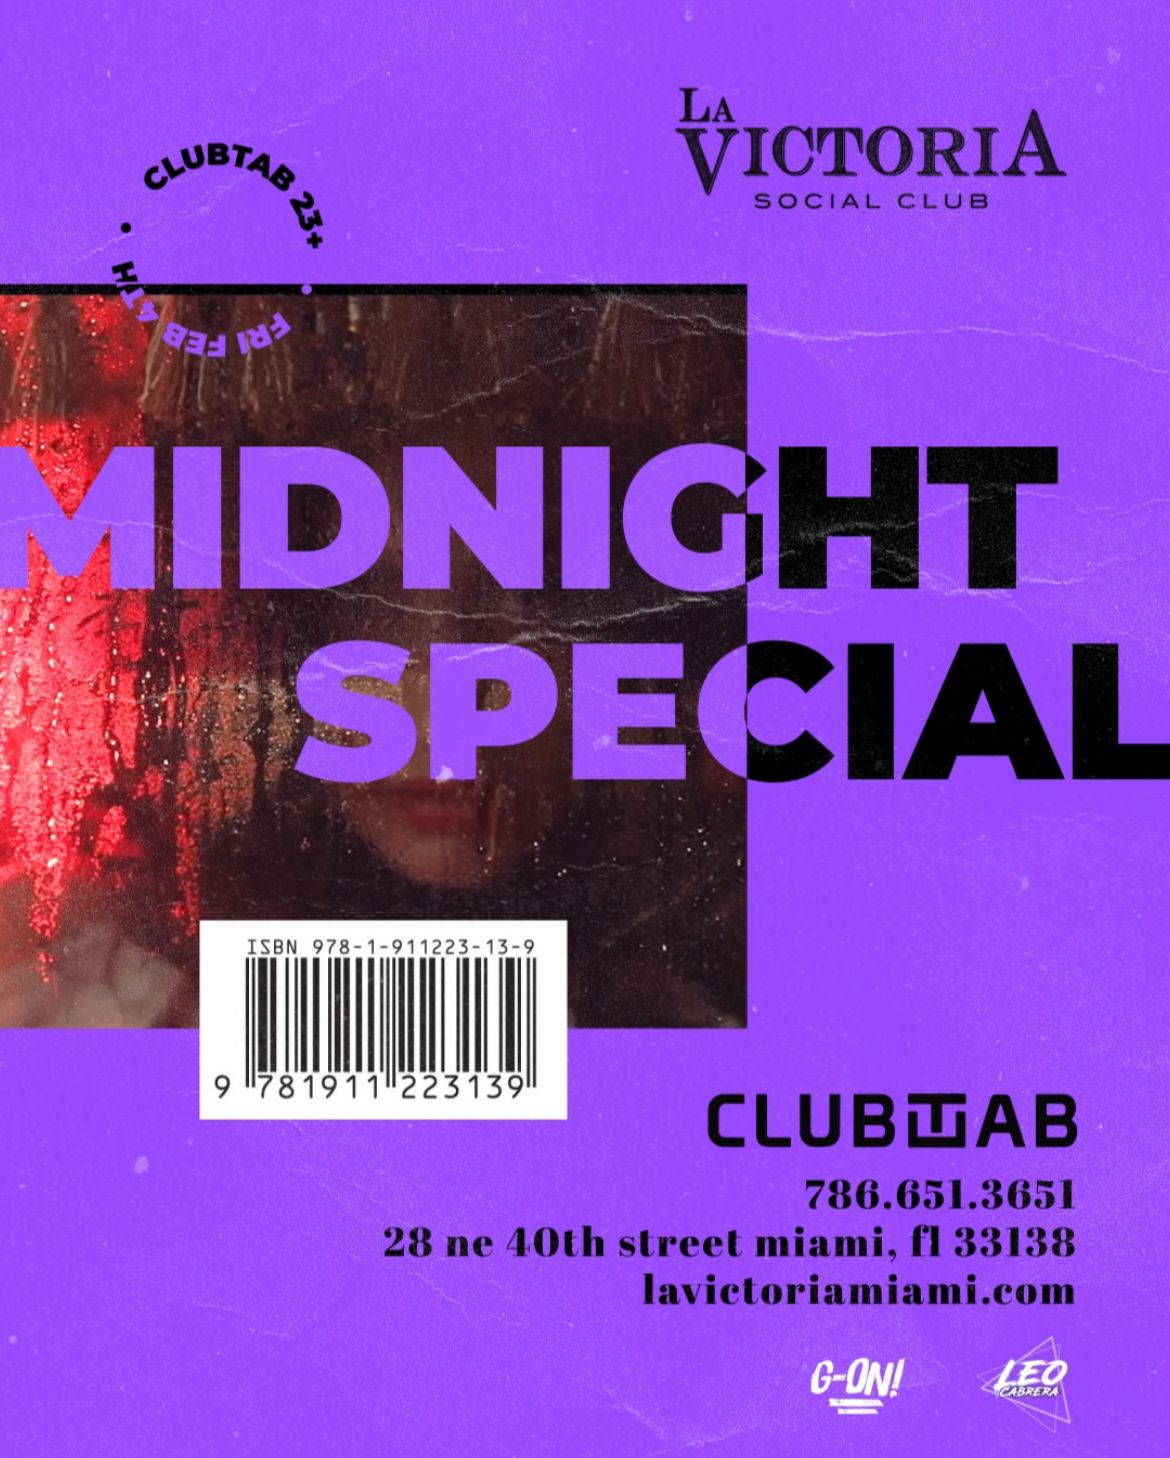 LA
VICTORIA
SOCIAL CLUB
CLUBTAB 23+
FRI FEB 4TH
MIDNIGHT
SPECIAL
ISBN 978-1-911223-13-9
9 781911 223139
CLUBTAB
786.651.3651
28 ne 40th street miami, fl 33138
lavictoriamiami.com
G-ON!
LEO
CABRERA